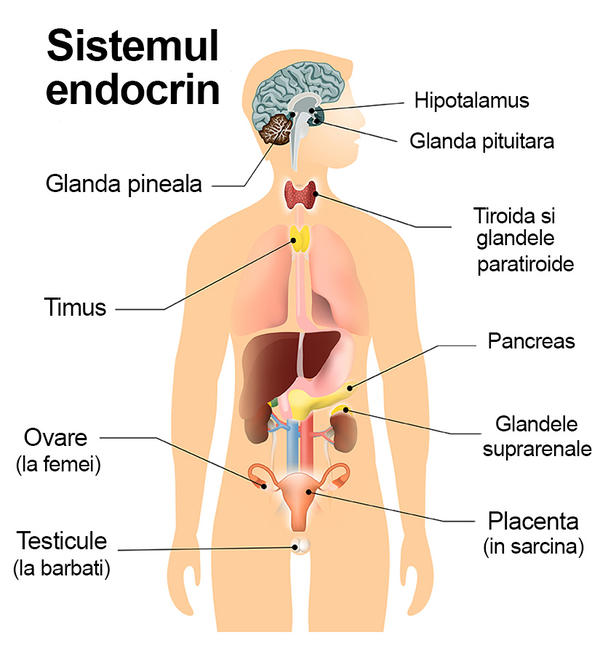 Sistemul
endocrin
Hipotalamus
Glanda pituitara
Glanda pineala
Tiroida si
glandele
paratiroide
Timus
Pancreas
Glandele
suprarenale
Ovare
(la femei)
Placenta
(in sarcina)
Testicule
(la barbati)